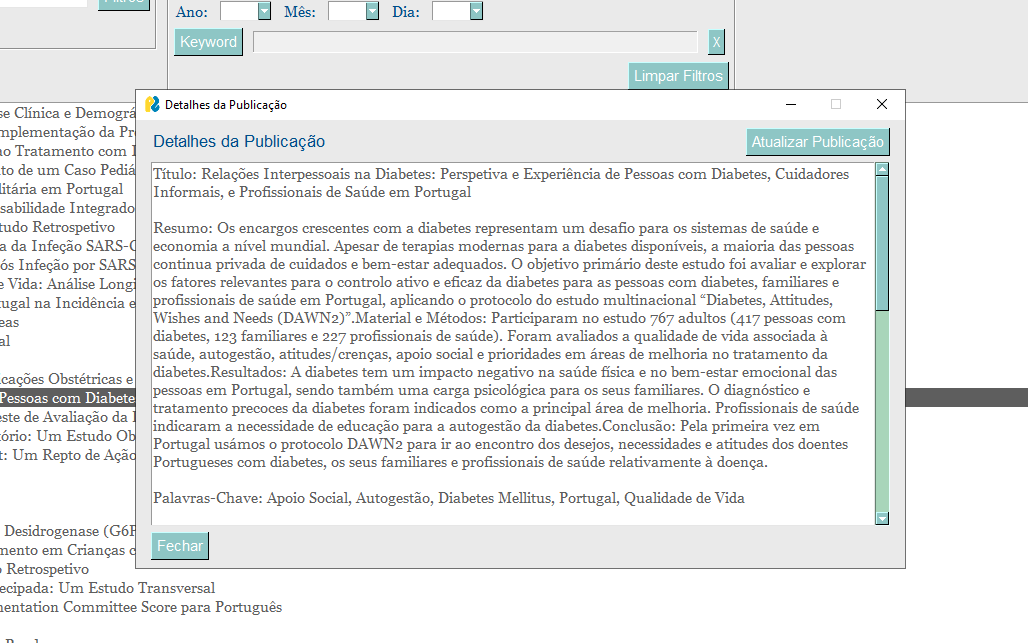 Filtros
Ano:
Mês:
Dia:
Keyword
X
Limpar Filtros
Detalhes da Publicação
Detalhes da Publicação
Atualizar Publicação
Título: Relações Interpessoais na Diabetes: Perspetiva e Experiência de Pessoas com Diabetes, Cuidadores
Informais, e Profissionais de Saúde em Portugal
Resumo: Os encargos crescentes com a diabetes representam um desafio para os sistemas de saúde e
economia a nível mundial. Apesar de terapias modernas para a diabetes disponíveis, a maioria das pessoas
continua privada de cuidados e bem-estar adequados. O objetivo primário deste estudo foi avaliar e explorar
os fatores relevantes para o controlo ativo e eficaz da diabetes para as pessoas com diabetes, familiares e
profissionais de saúde em Portugal, aplicando o protocolo do estudo multinacional “Diabetes, Attitudes,
Wishes and Needs (DAWN2)”.Material e Métodos: Participaram no estudo 767 adultos (417 pessoas com
diabetes, 123 familiares e 227 profissionais de saúde). Foram avaliados a qualidade de vida associada à
saúde, autogestão, atitudes/crenças, apoio social e prioridades em áreas de melhoria no tratamento da
diabetes.Resultados: A diabetes tem um impacto negativo na saúde física e no bem-estar emocional das
pessoas em Portugal, sendo também uma carga psicológica para os seus familiares. O diagnóstico e
tratamento precoces da diabetes foram indicados como a principal área de melhoria. Profissionais de saúde
indicaram a necessidade de educação para a autogestão da diabetes.Conclusão: Pela primeira vez em
Portugal usámos o protocolo DAWN2 para ir ao encontro dos desejos, necessidades e atitudes dos doentes
Portugueses com diabetes, os seus familiares e profissionais de saúde relativamente à doença.
Palavras-Chave: Apoio Social, Autogestão, Diabetes Mellitus, Portugal, Qualidade de Vida
Fechar
se Clínica e Demográ
mplementação da Pr
no Tratamento com
to de um Caso Pediá
litária em Portugal
sabilidade Integrado
tudo Retrospetivo
a da Infeção SARS-C
ós Infeção por SARS
e Vida: Análise Longi
tugal na Incidência e
eas
al
icações Obstétricas e
Pessoas com Diabete
este de Avaliação da
tório: Um Estudo Ob
t: Um Repto de Ação
Desidrogenase (G6P
mento em Crianças c
o Retrospetivo
ecipada: Um Estudo Transversal
mentation Committee Score para Português